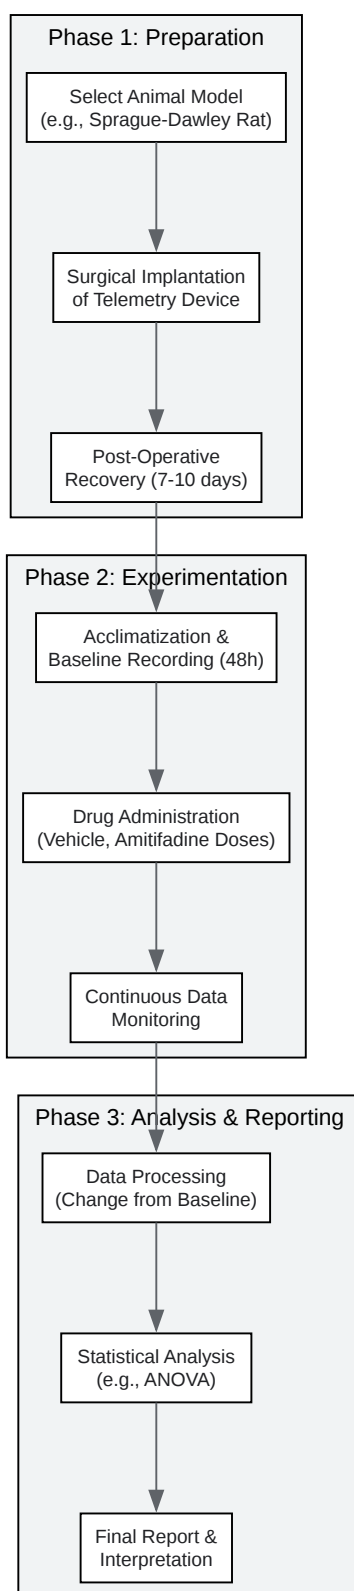 Phase 1: Preparation
Select Animal Model
(e.g., Sprague-Dawley Rat)
Surgical Implantation
of Telemetry Device
Post-Operative
Recovery (7-10 days)
Phase 2: Experimentation
Acclimatization &
Baseline Recording (48h)
Drug Administration
(Vehicle, Amitifadine Doses)
Continuous Data
Monitoring
Phase 3: Analysis & Reporting
Data Processing
(Change from Baseline)
Statistical Analysis
(e.g., ANOVA)
Final Report &
Interpretation